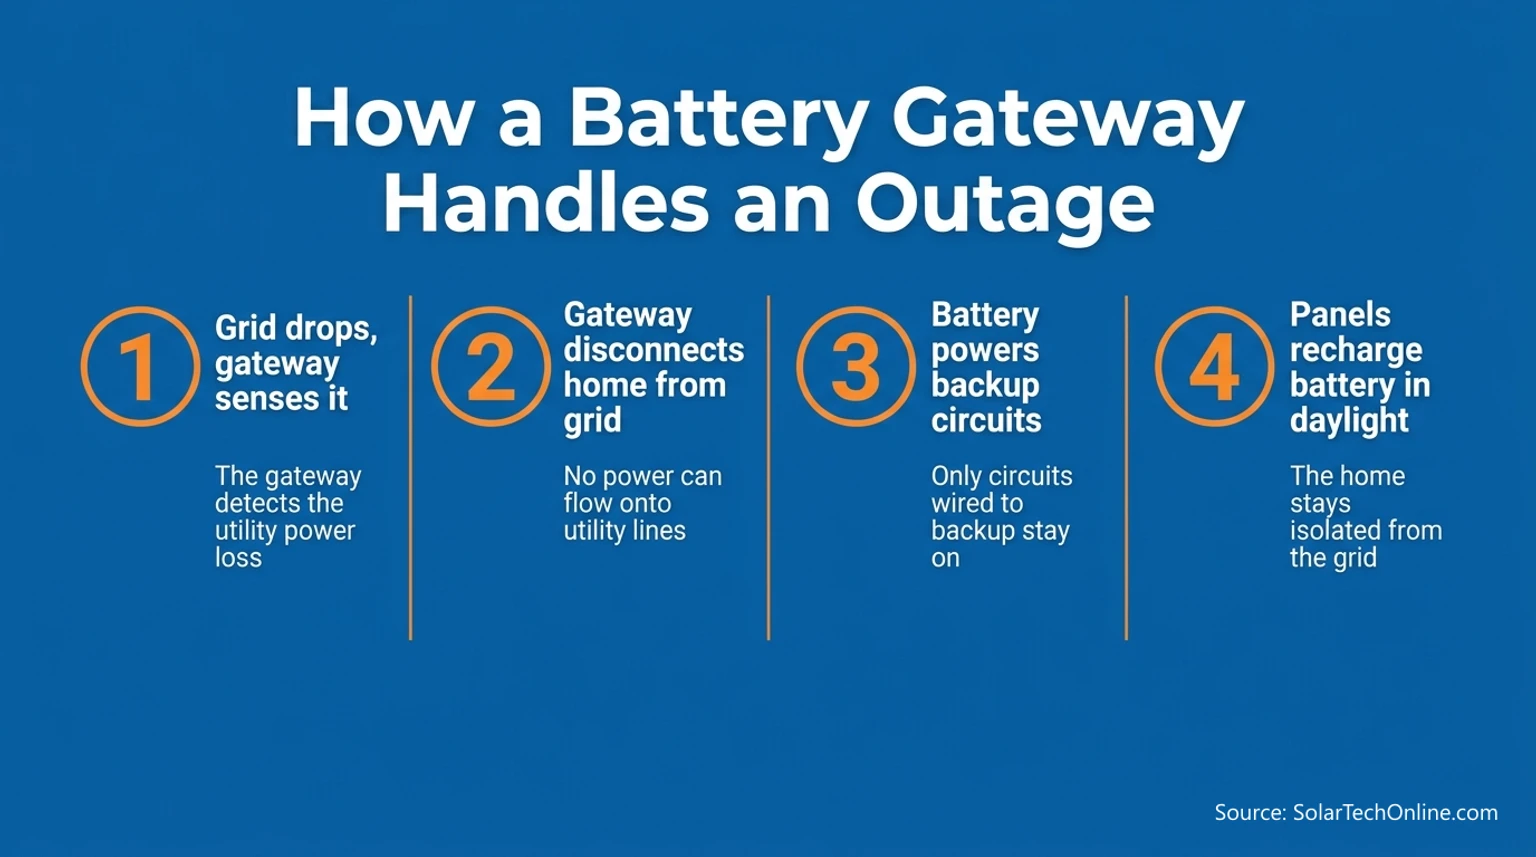 How a Battery Gateway
Handles an Outage
1
Grid drops,
gateway
senses it
The gateway
detects the
utility power
loss
2
Gateway
disconnects
home from
grid
No power can
flow onto
utility lines
3
Battery
powers
backup
circuits
Only circuits
wired to
backup stay
on
4
Panels
recharge
battery in
daylight
The home
stays
isolated from
the grid
Source: SolarTechOnline.com